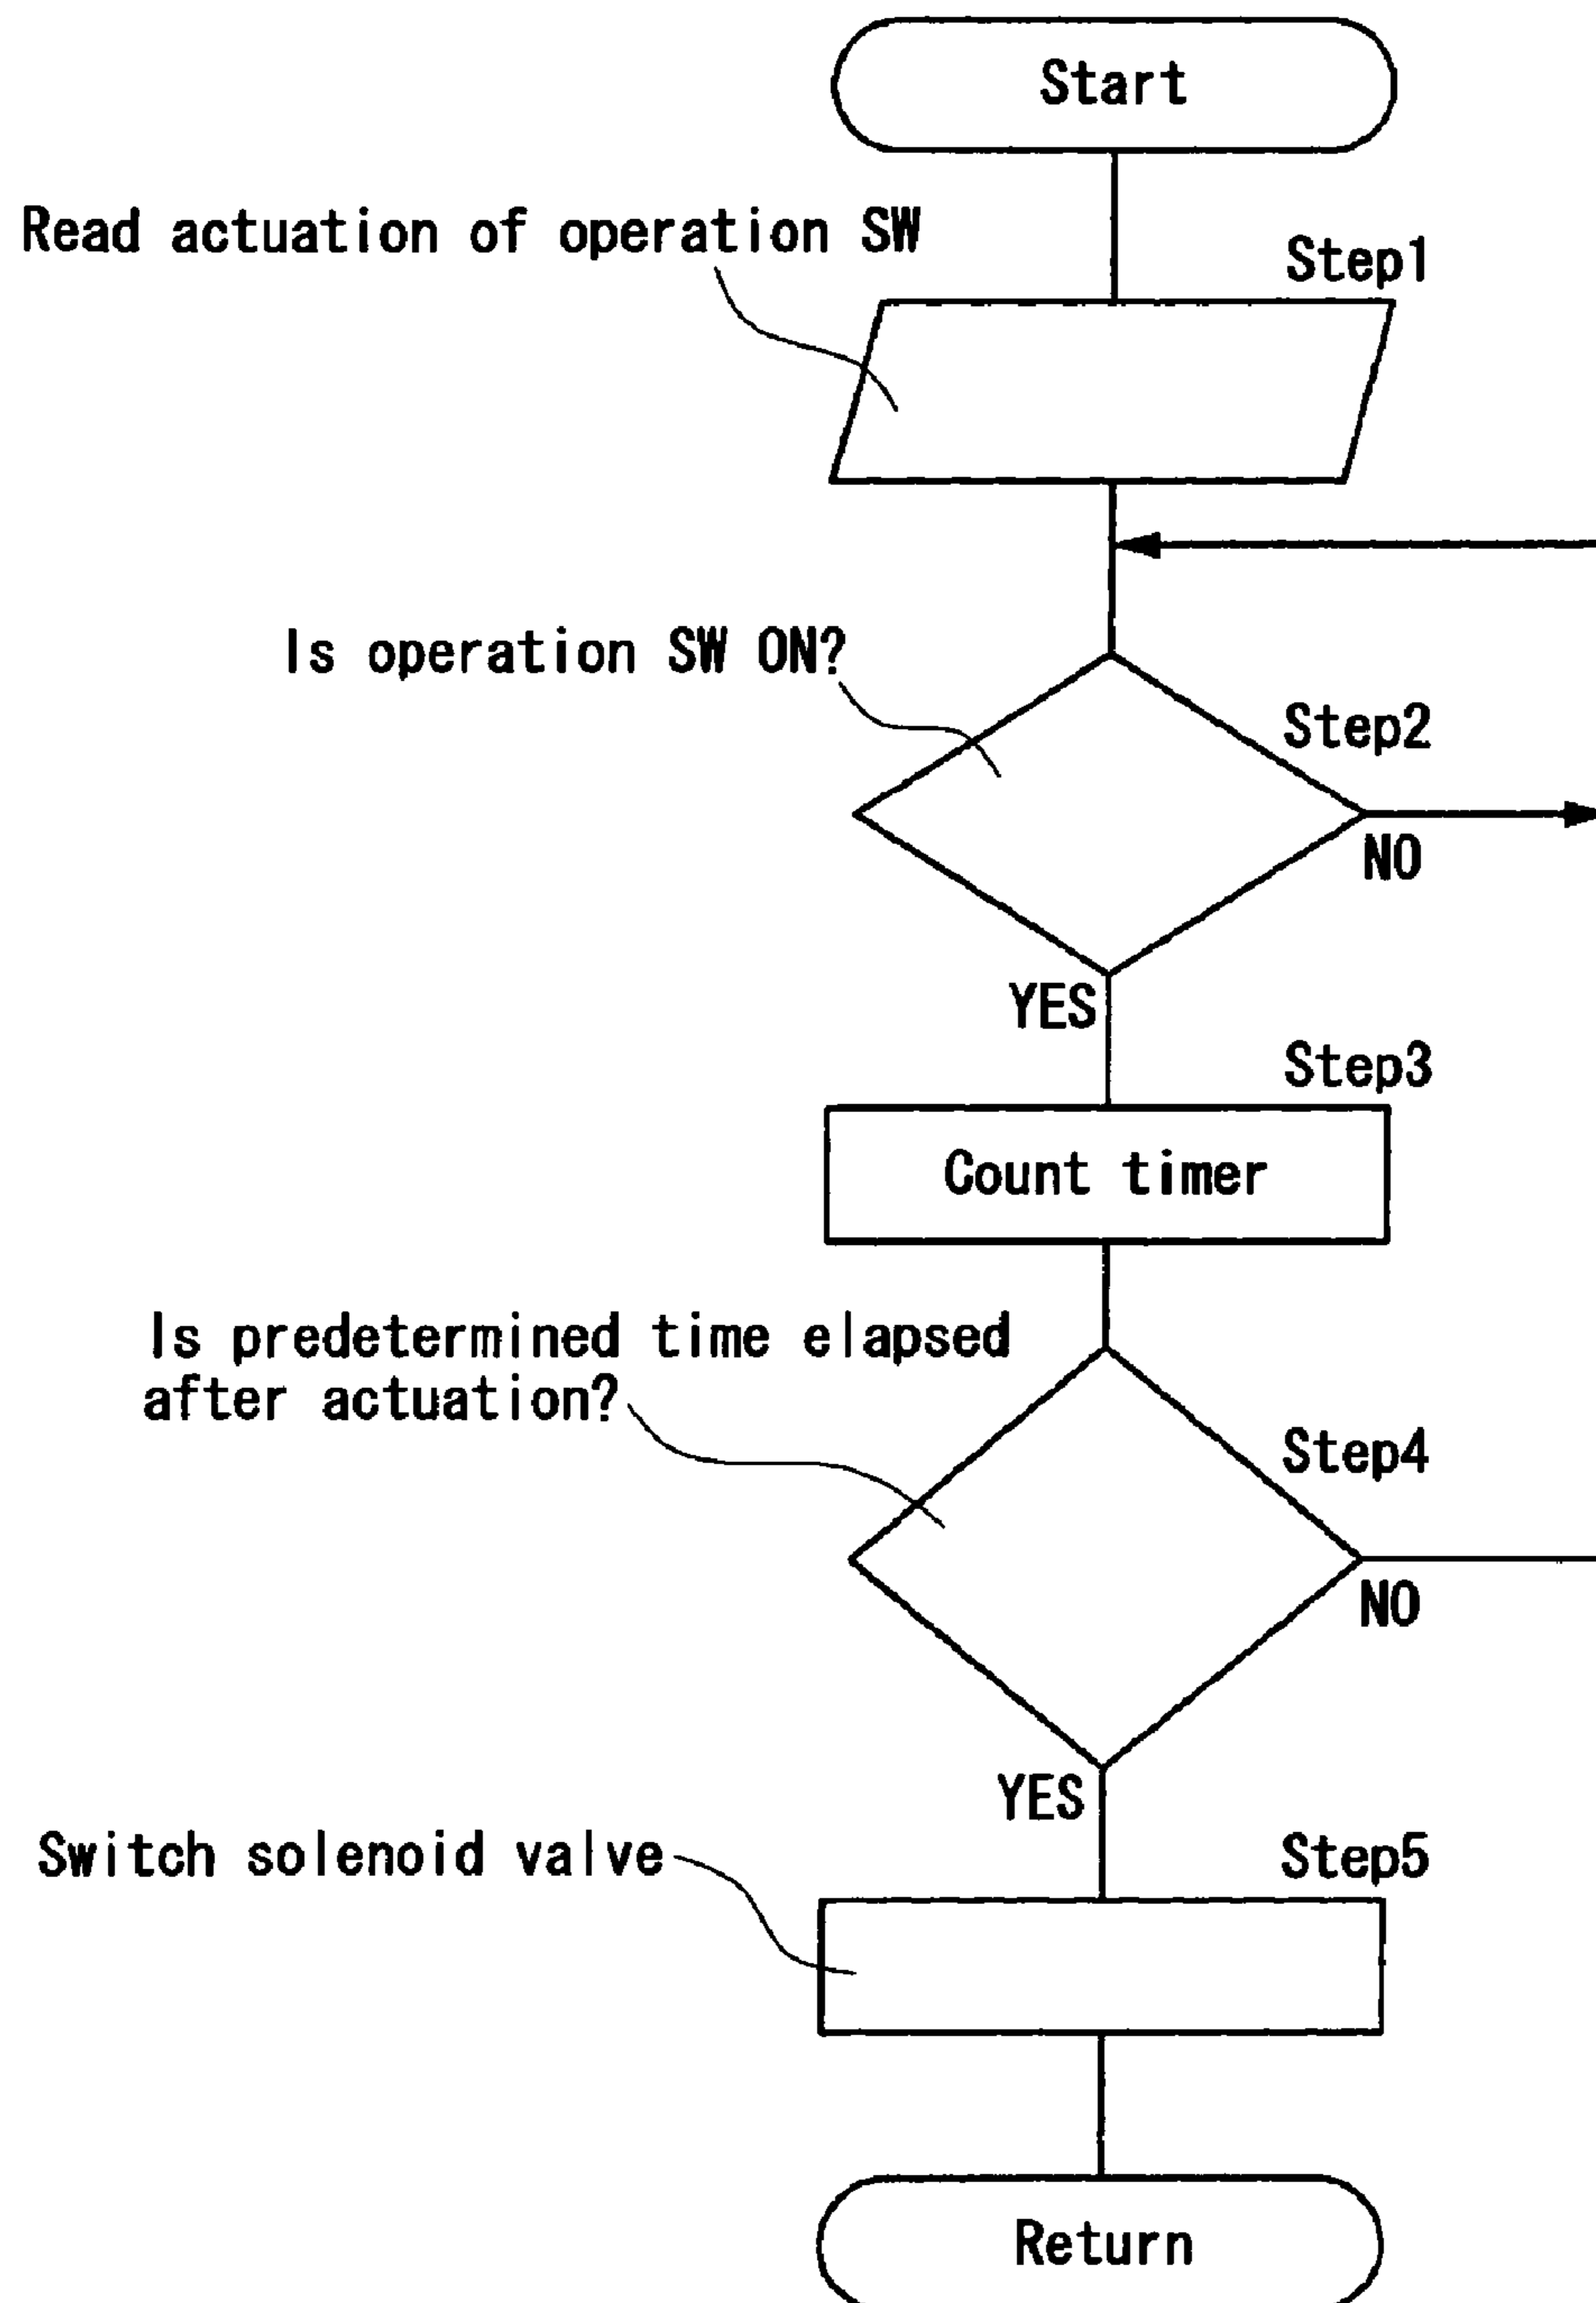 Start
Read actuation of operation SW
Step1
Is operation SW ON?
Step2
NO
YES
Step3
Count timer
Is predetermined time elapsed
after actuation?
Step4
NO
YES
Switch solenoid valve
Step5
Return